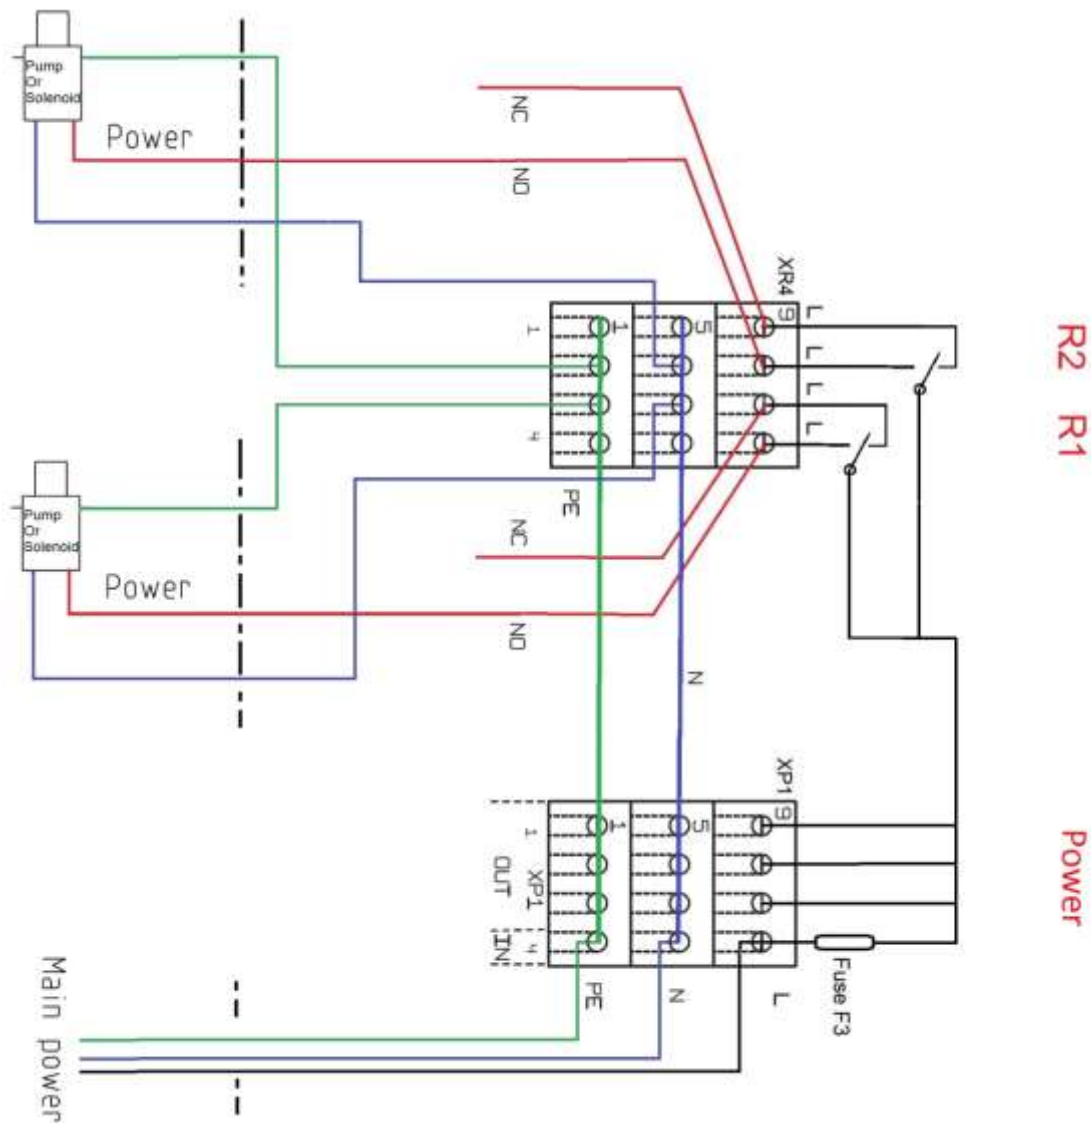 Pump
Or
Solenoid
Power
NC
NO
XR4
9
L
L
L
L
1
1
5
4
PE
R2
R1
Pump
Or
Solenoid
Power
NC
NO
N
XP1
9
1
1
5
OUT
XP1
IN
4
PE
N
L
Fuse F3
Power
Main power